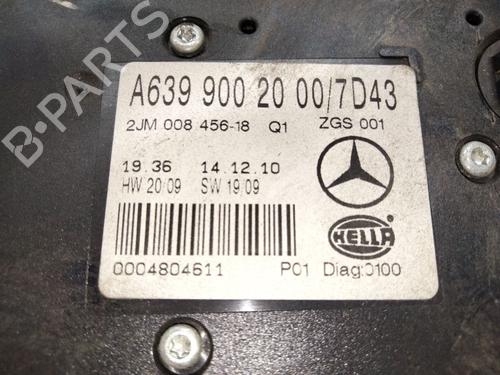 A639 900 20 00/7D43
2JM 008 456-18 Q1 ZGS 001
19.36 14.12.10
HW 20/09 SW 19/09
HELLA
0004804611 P01 Diag:0100
B-PARTS